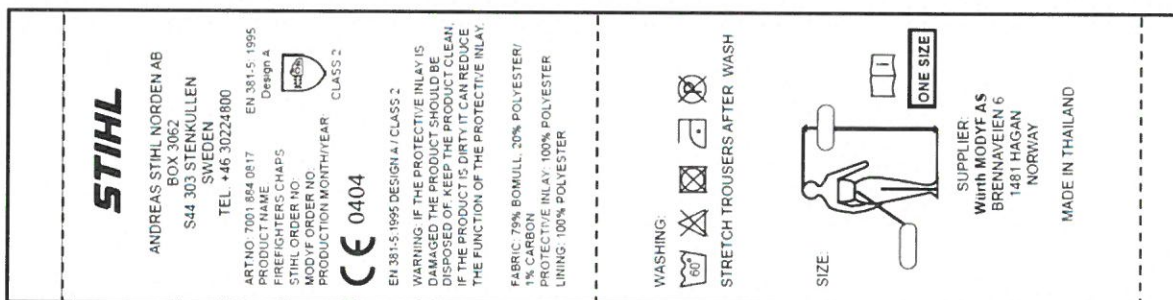 STIHL
ANDREAS STIHL NORDEN AB
BOX 3062
S44 303 STENKULLEN
SWEDEN
TEL. +46 30224800
ART.NO: 7001 884 0817
PRODUCT NAME
FIREFIGHTERS CHAPS
STIHL ORDER NO:
MODYF ORDER NO:
PRODUCTION MONTH/YEAR:
EN 381-5: 1995
Design A
CLASS 2
CE 0404
EN 381-5:1995 DESIGN A / CLASS 2
WARNING: IF THE PROTECTIVE INLAY IS
DAMAGED THE PRODUCT SHOULD BE
DISPOSED OF. KEEP THE PRODUCT CLEAN,
IF THE PRODUCT IS DIRTY IT CAN REDUCE
THE FUNCTION OF THE PROTECTIVE INLAY.
FABRIC: 79% BOMULL, 20% POLYESTER/
1% CARBON
PROTECTIVE INLAY: 100% POLYESTER
LINING: 100% POLYESTER
WASHING:
60°
P
STRETCH TROUSERS AFTER WASH
SIZE:
i
ONE SIZE
SUPPLIER:
Würth MODYF AS
BRENNAVEIEN 6
1481 HAGAN
NORWAY
MADE IN THAILAND